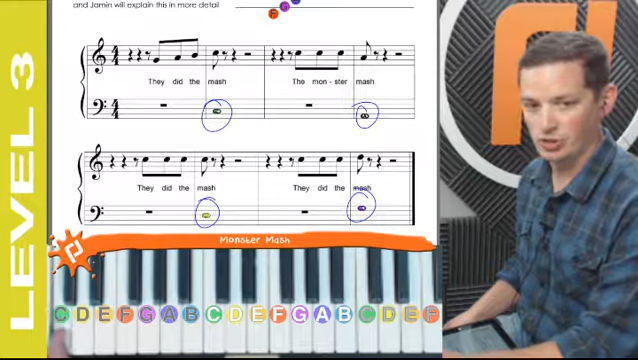 and Jamin will explain this in more detail
F G
They did the mash The mon - ster mash
They did the mash They did the mash
Monster Mash
C D E F G A B C D E F G A B C D E F
LEVEL 3